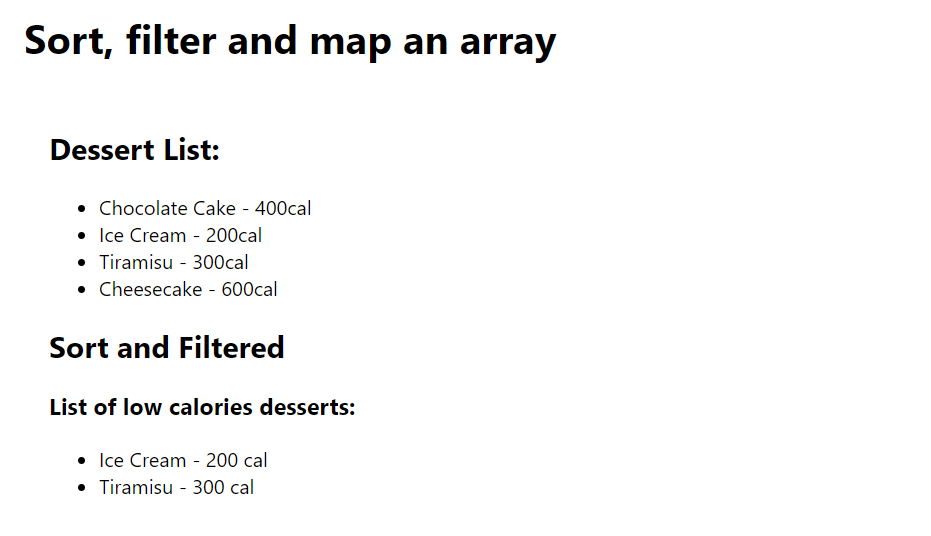 Sort, filter and map an array
Dessert List:
• Chocolate Cake - 400cal
• Ice Cream - 200cal
• Tiramisu - 300cal
• Cheesecake - 600cal
Sort and Filtered
List of low calories desserts:
• Ice Cream - 200 cal
• Tiramisu - 300 cal